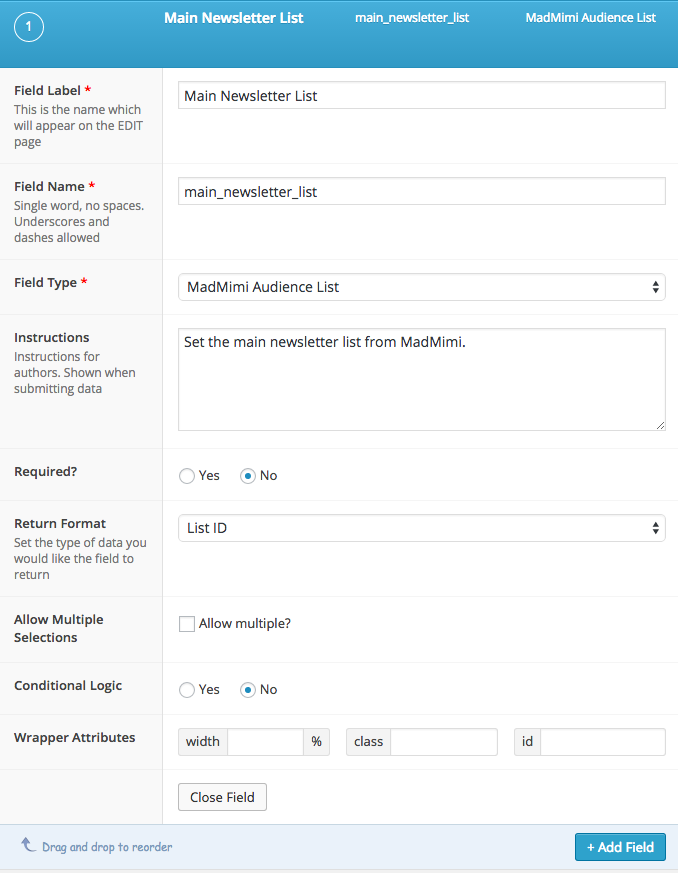 1
Main Newsletter List main_newsletter_list MadMimi Audience List
Field Label *
This is the name which
will appear on the EDIT
page
Main Newsletter List
Field Name *
Single word, no spaces.
Underscores and
dashes allowed
main_newsletter_list
Field Type *
MadMimi Audience List
Instructions
Instructions for
authors. Shown when
submitting data
Set the main newsletter list from MadMimi.
Required?
Yes No
Return Format
Set the type of data you
would like the field to
return
List ID
Allow Multiple
Selections
Allow multiple?
Conditional Logic
Yes No
Wrapper Attributes
width % class id
Close Field
Drag and drop to reorder
+ Add Field